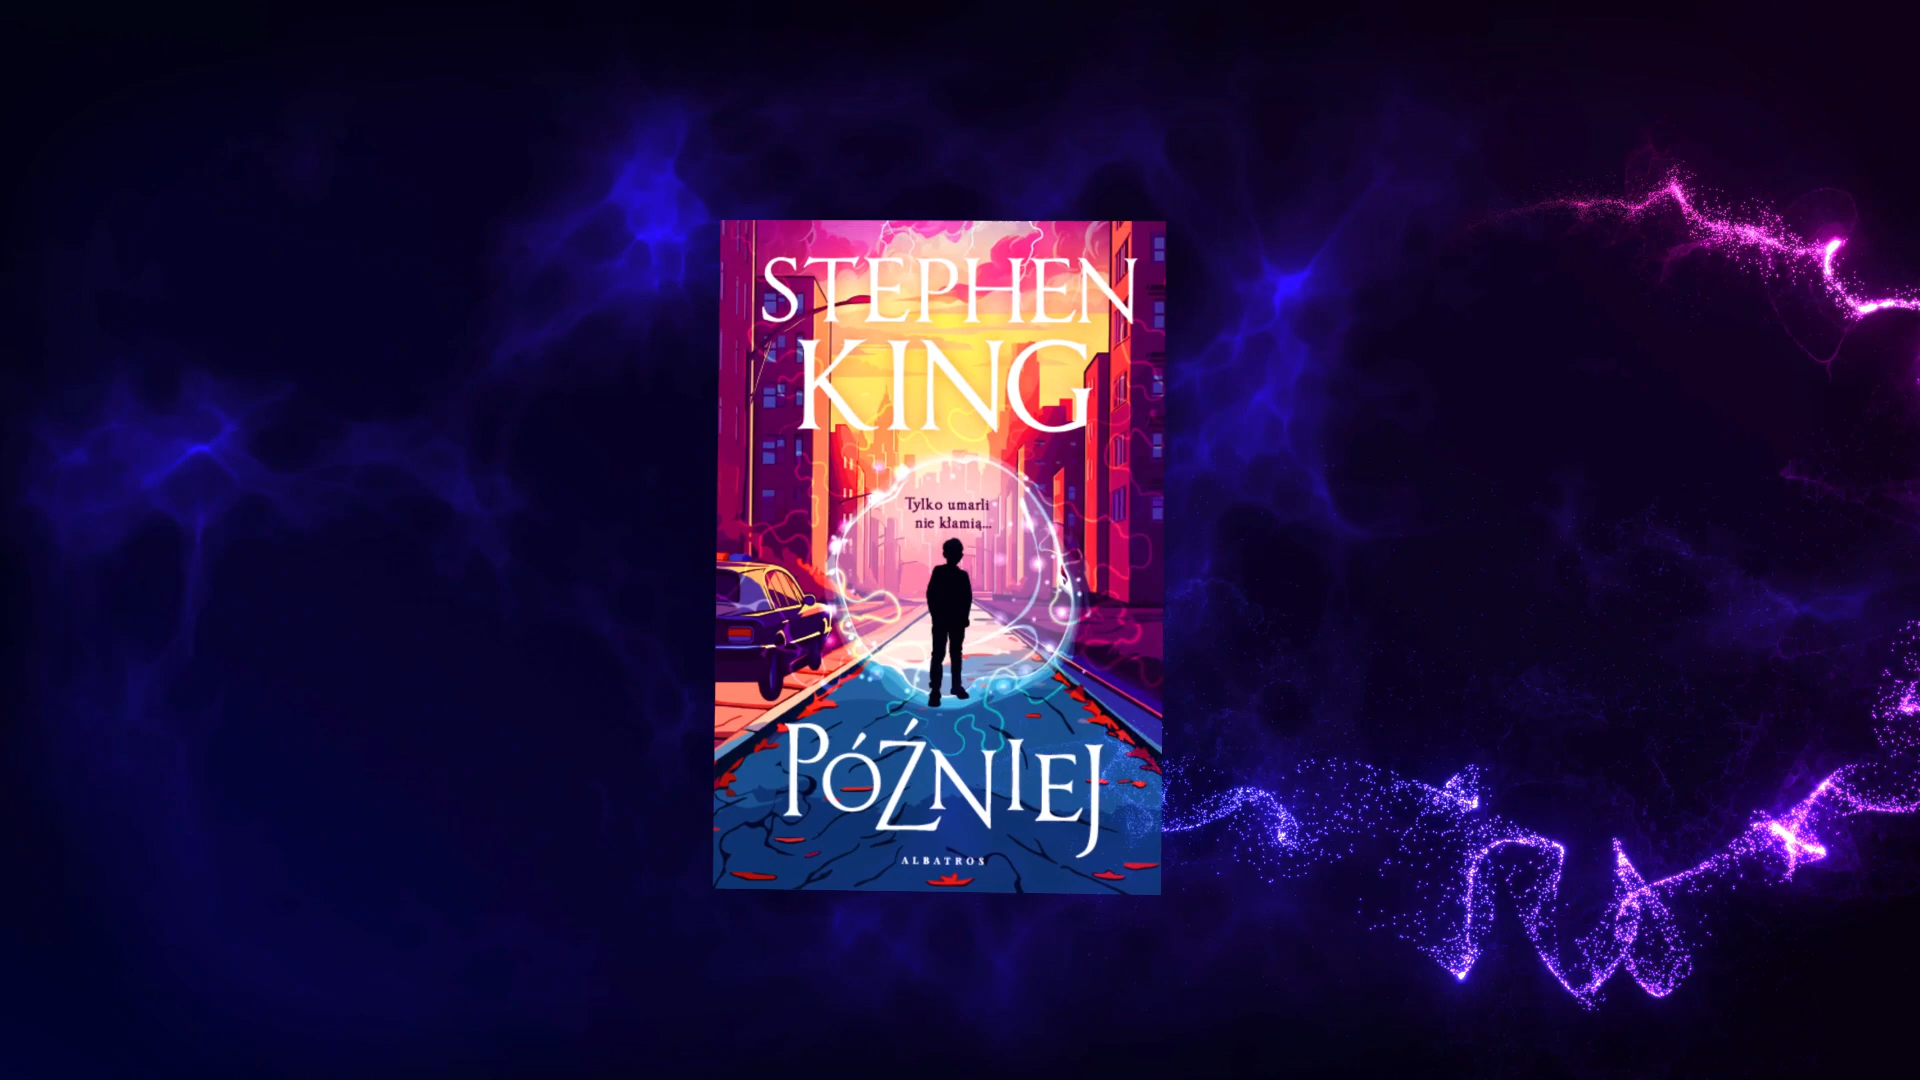 STEPHEN
KING
Tylko umarli
nie kłamią...
PÓŹNIEJ
ALBATROS